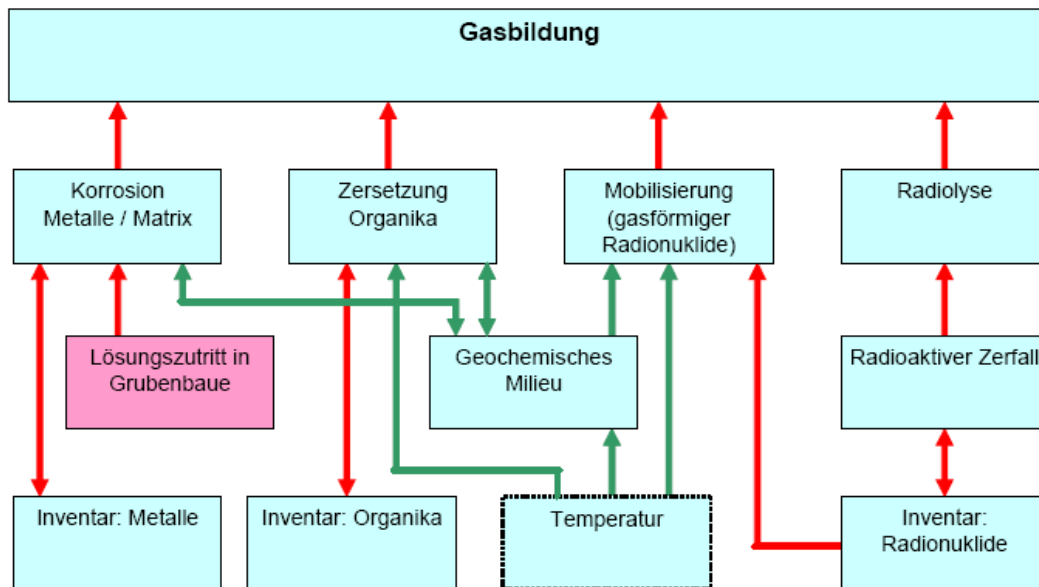 Gasbildung
Korrosion
Metalle / Matrix
Zersetzung
Organika
Mobilisierung
(gasförmiger
Radionuklide)
Radiolyse
Lösungszutritt in
Grubenbaue
Geochemisches
Milieu
Radioaktiver Zerfall
Inventar: Metalle
Inventar: Organika
Temperatur
Inventar:
Radionuklide